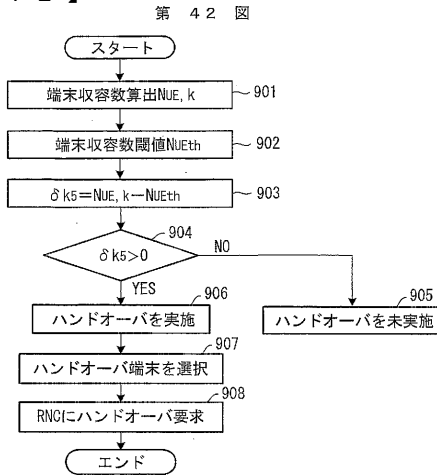 第 42 図
スタート
端末収容数算出NUE,k
901
端末収容数閾値NUEth
902
δk5=NUE,k−NUEth
903
904
δk5>0
NO
YES
906
ハンドオーバを実施
905
ハンドオーバを未実施
907
ハンドオーバ端末を選択
908
RNCにハンドオーバ要求
エンド